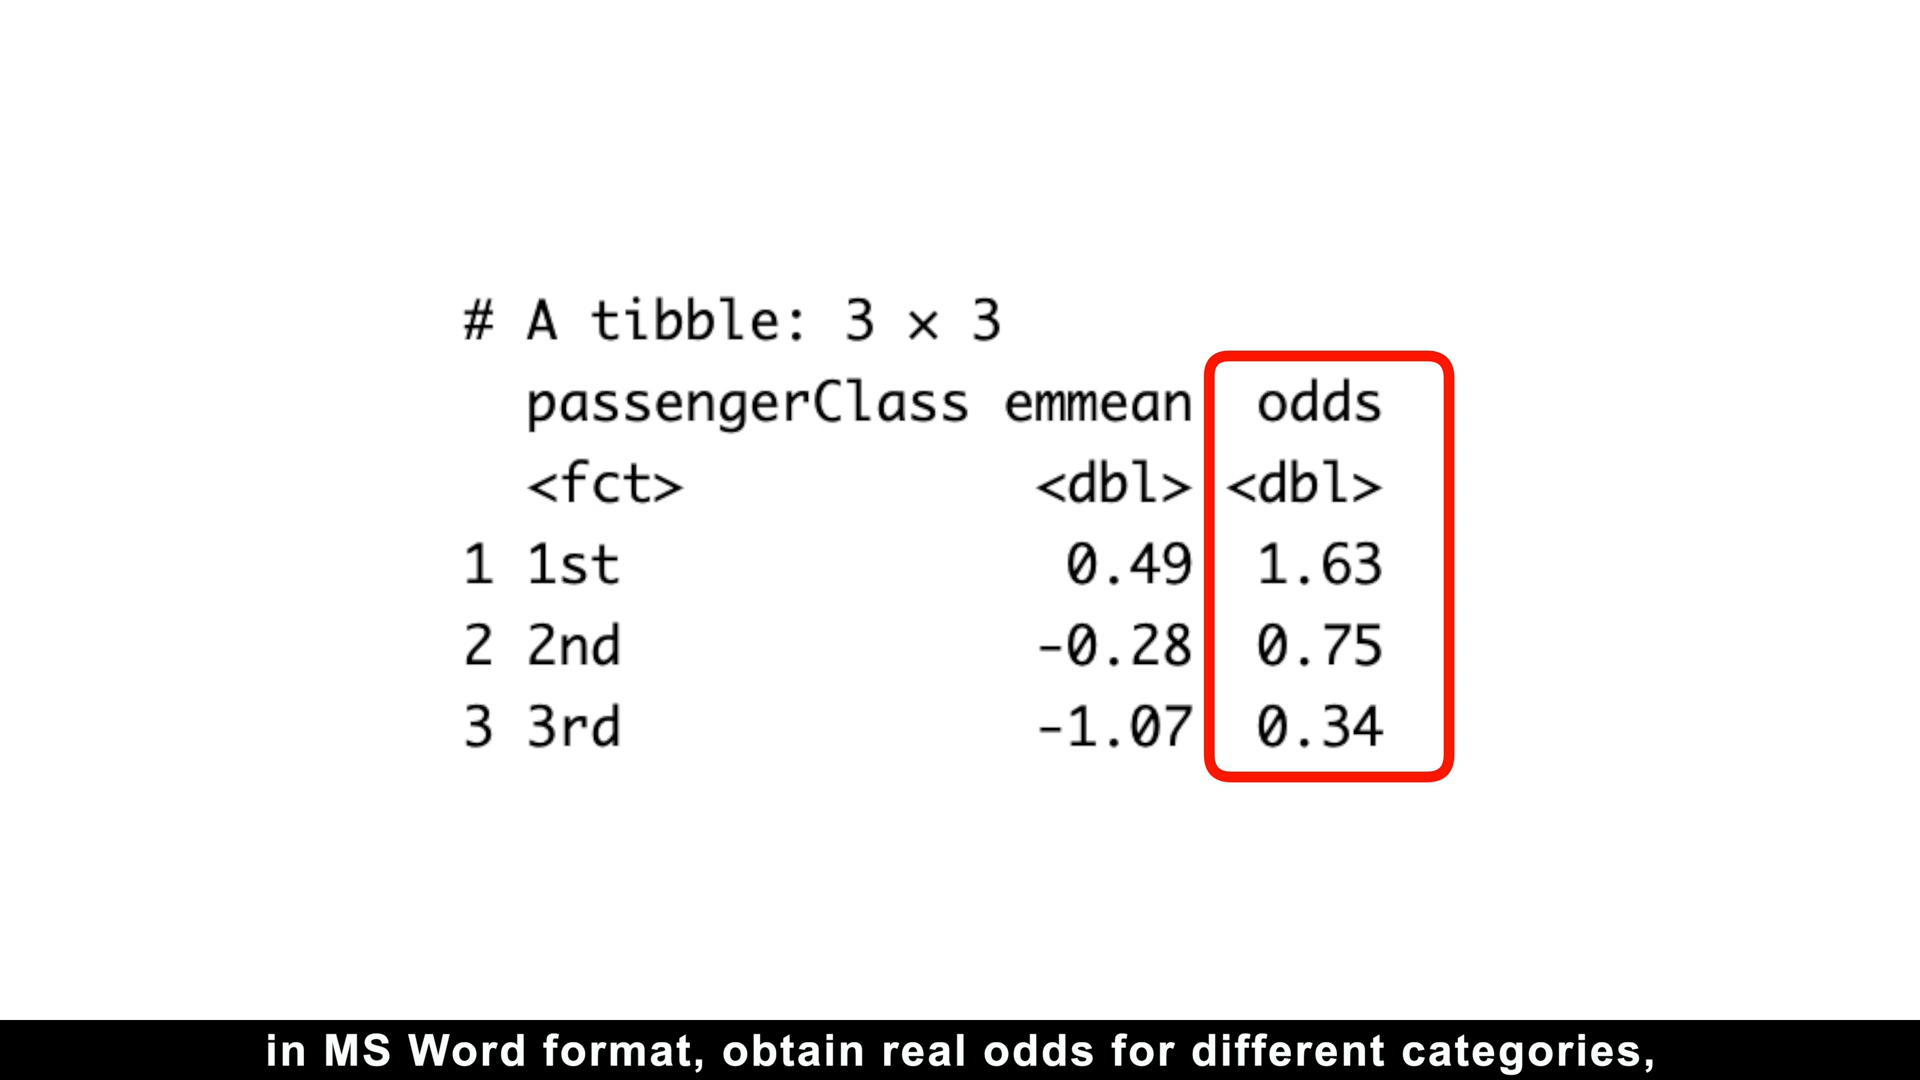 # A tibble: 3 × 3
passengerClass emmean odds
<fct> <dbl> <dbl>
1 1st 0.49 1.63
2 2nd -0.28 0.75
3 3rd -1.07 0.34
in MS Word format, obtain real odds for different categories,